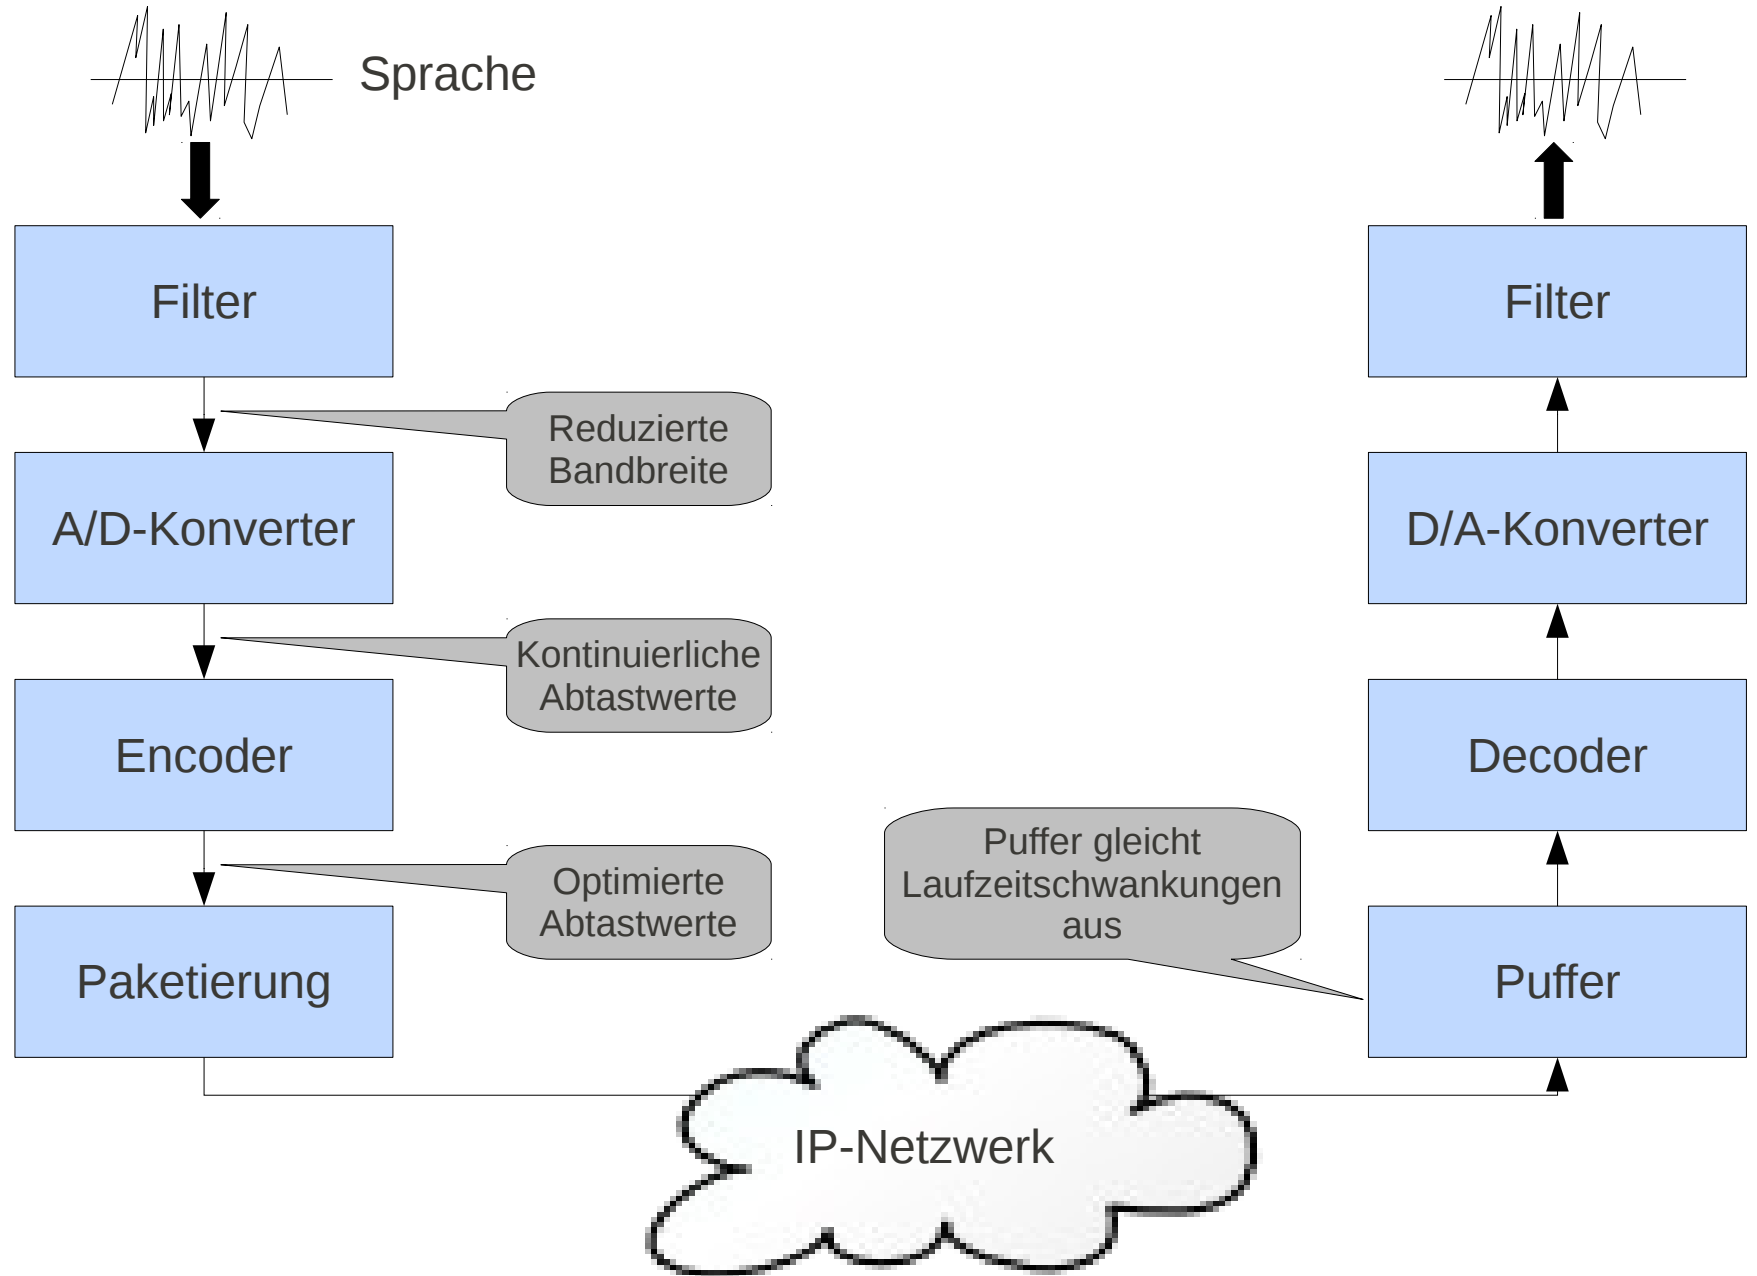 Sprache
Filter
Reduzierte
Bandbreite
A/D-Konverter
Kontinuierliche
Abtastwerte
Encoder
Optimierte
Abtastwerte
Paketierung
IP-Netzwerk
Puffer gleicht
Laufzeitschwankungen
aus
Puffer
Decoder
D/A-Konverter
Filter